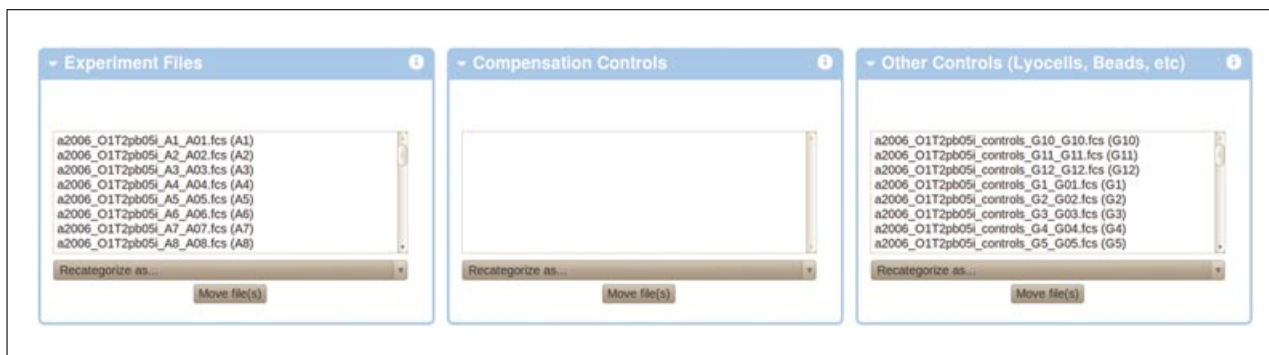 Experiment Files
a2006_O1T2pb05i_A1_A01.fcs (A1)
a2006_O1T2pb05i_A2_A02.fcs (A2)
a2006_O1T2pb05i_A3_A03.fcs (A3)
a2006_O1T2pb05i_A4_A04.fcs (A4)
a2006_O1T2pb05i_A5_A05.fcs (A5)
a2006_O1T2pb05i_A6_A06.fcs (A6)
a2006_O1T2pb05i_A7_A07.fcs (A7)
a2006_O1T2pb05i_A8_A08.fcs (A8)
Recategorize as...
Move file(s)
Compensation Controls
Recategorize as...
Move file(s)
Other Controls (Lyocells, Beads, etc)
a2006_O1T2pb05i_controls_G10_G10.fcs (G10)
a2006_O1T2pb05i_controls_G11_G11.fcs (G11)
a2006_O1T2pb05i_controls_G12_G12.fcs (G12)
a2006_O1T2pb05i_controls_G1_G01.fcs (G1)
a2006_O1T2pb05i_controls_G2_G02.fcs (G2)
a2006_O1T2pb05i_controls_G3_G03.fcs (G3)
a2006_O1T2pb05i_controls_G4_G04.fcs (G4)
a2006_O1T2pb05i_controls_G5_G05.fcs (G5)
Recategorize as...
Move file(s)